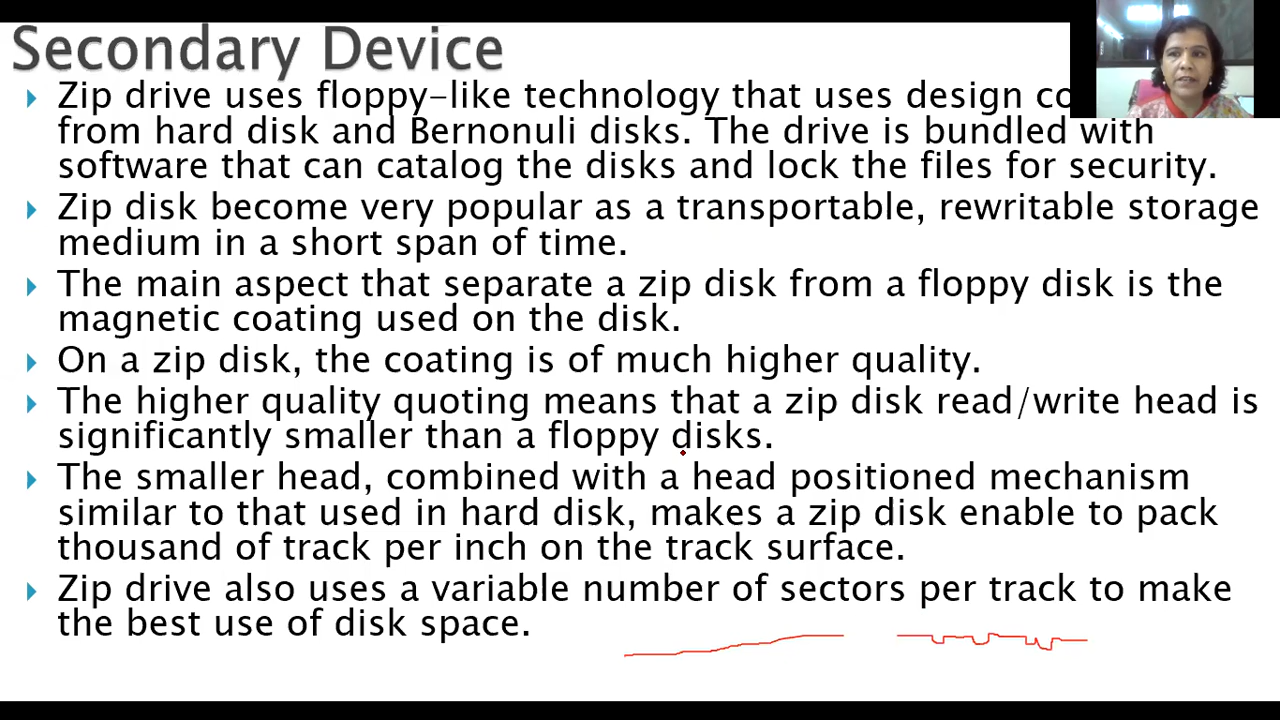 Secondary Device
Zip drive uses floppy-like technology that uses design
from hard disk and Bernonuli disks. The drive is bundled with
software that can catalog the disks and lock the files for security.
Zip disk become very popular as a transportable, rewritable storage
medium in a short span of time.
The main aspect that separate a zip disk from a floppy disk is the
magnetic coating used on the disk.
On a zip disk, the coating is of much higher quality.
The higher quality quoting means that a zip disk read/write head is
significantly smaller than a floppy disks.
The smaller head, combined with a head positioned mechanism
similar to that used in hard disk, makes a zip disk enable to pack
thousand of track per inch on the track surface.
Zip drive also uses a variable number of sectors per track to make
the best use of disk space.